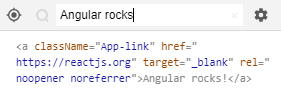 Angular rocks
<a className="App-link" href="
https://reactjs.org" target="_blank" rel="
noopener noreferrer">Angular rocks!</a>